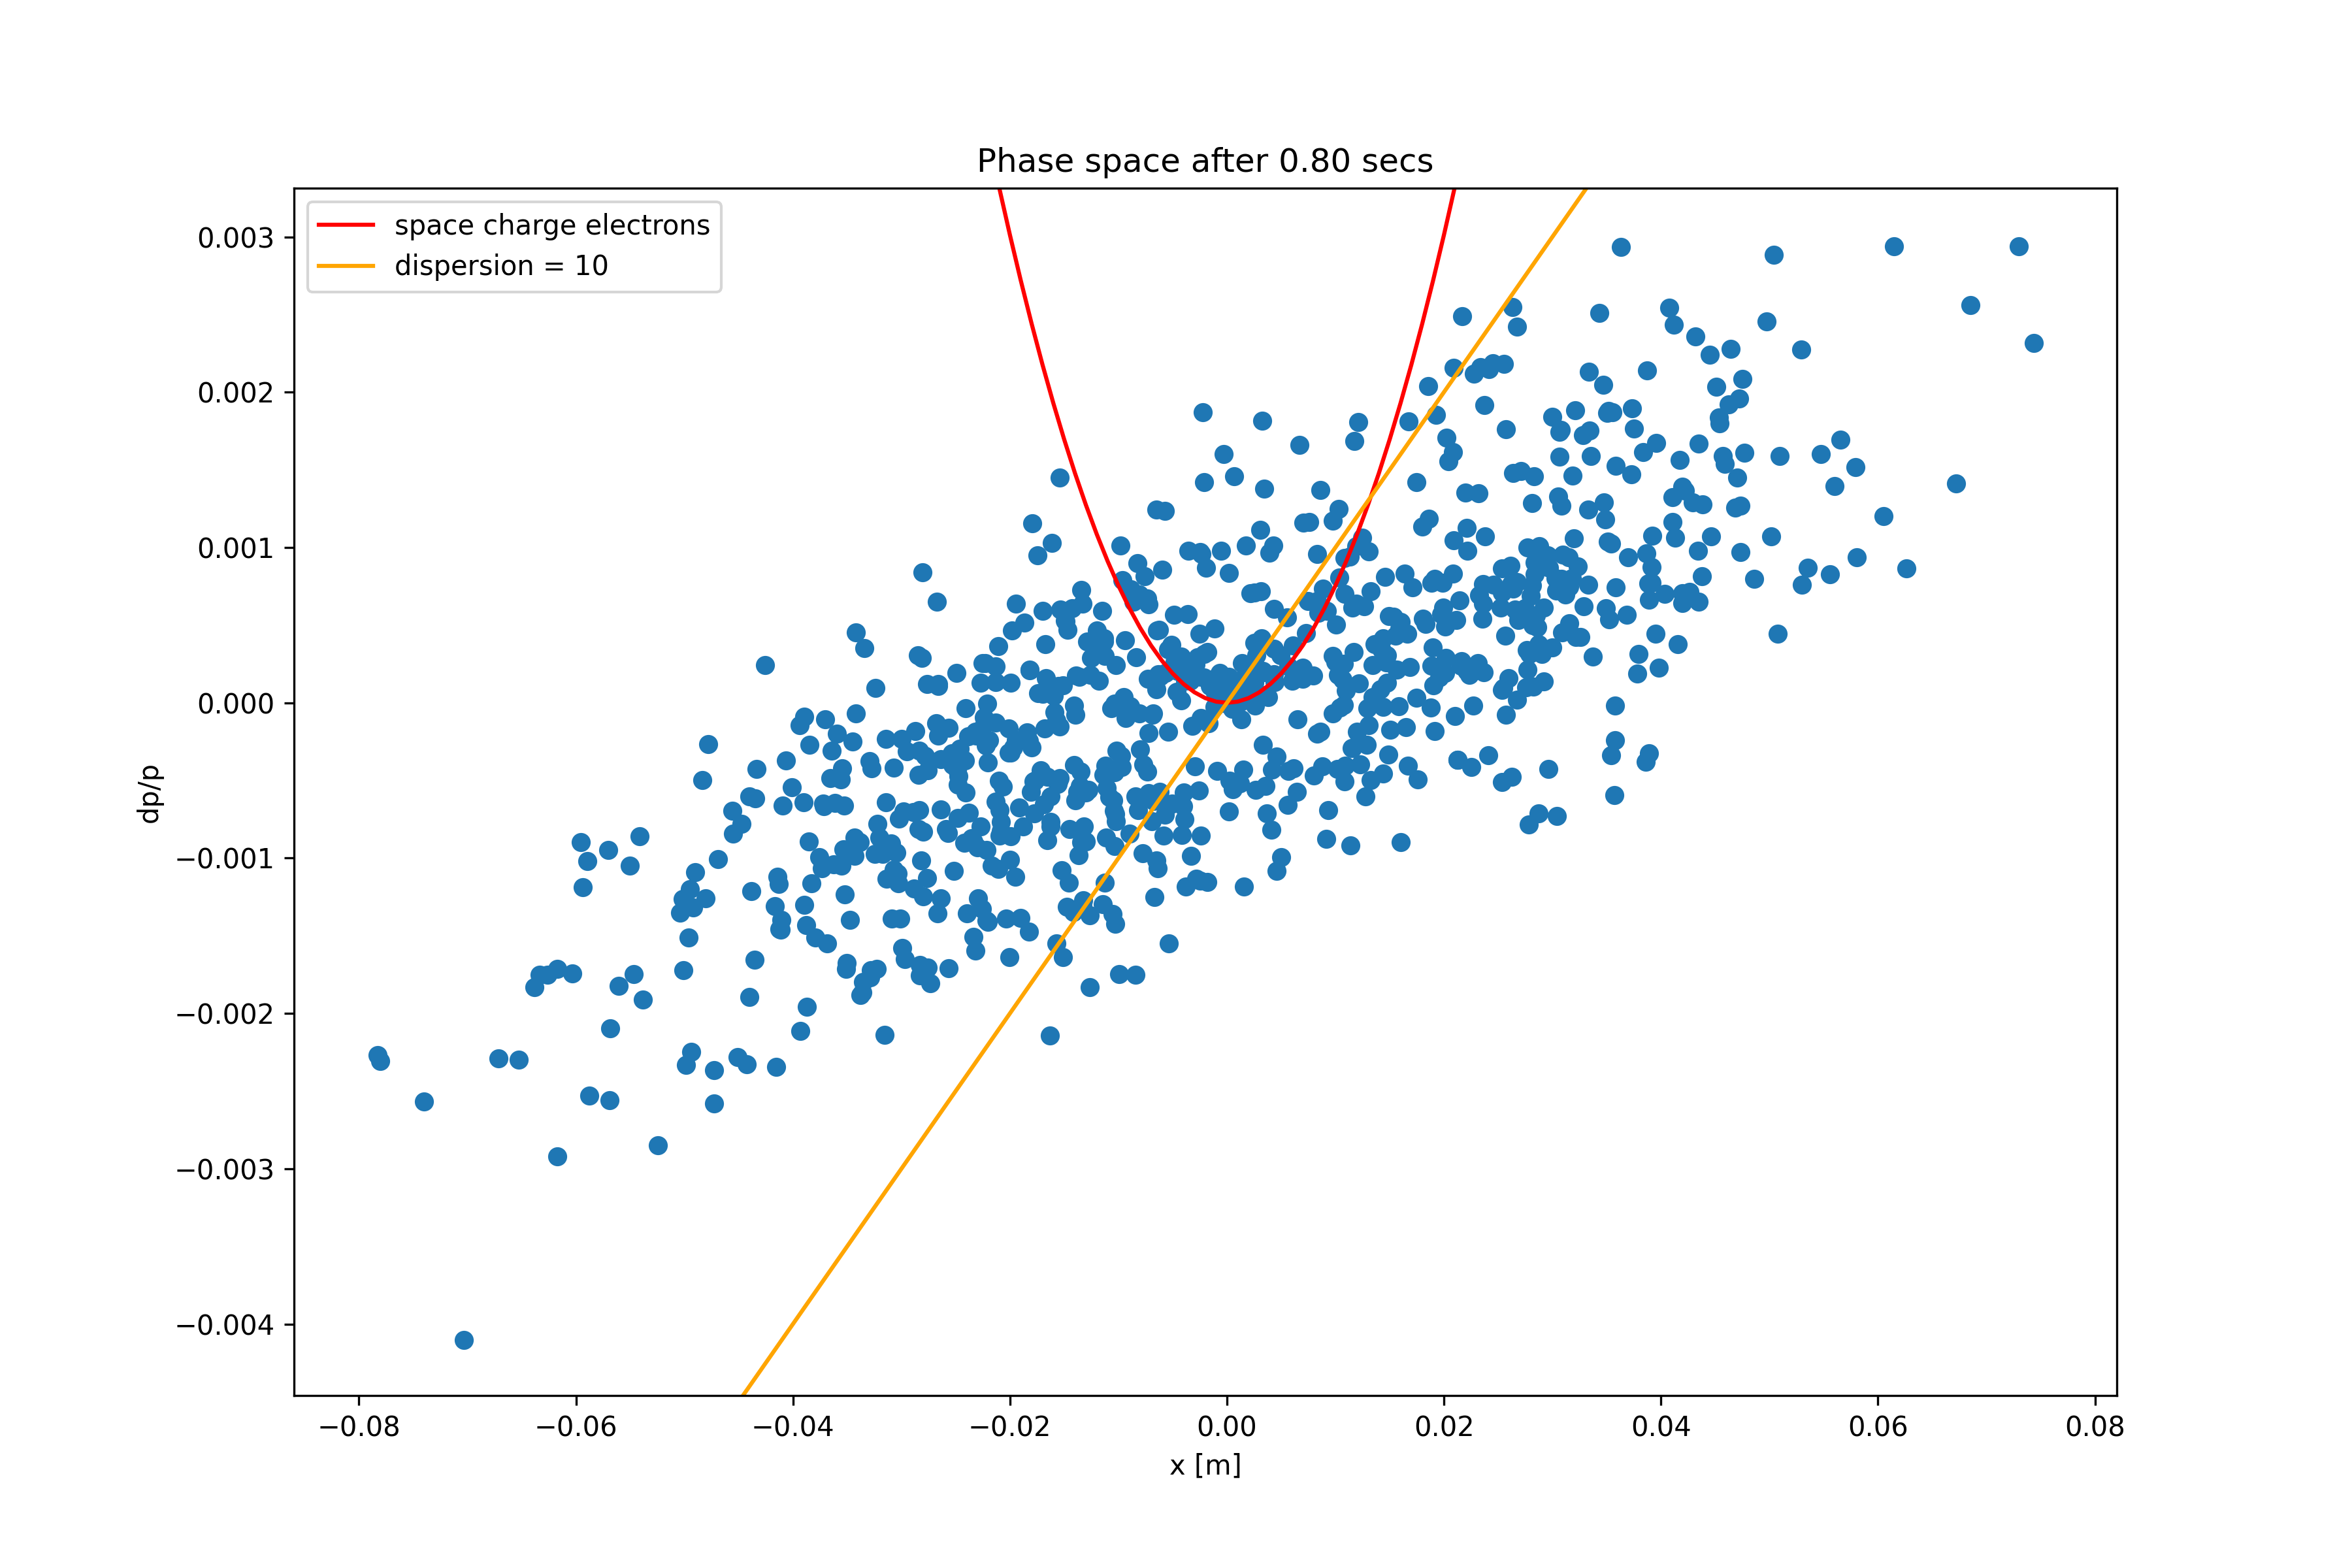 Phase space after 0.80 secs
space charge electrons
dispersion = 10
0.003
0.002
0.001
0.000
−0.001
−0.002
−0.003
−0.004
dp/p
−0.08 −0.06 −0.04 −0.02 0.00 0.02 0.04 0.06 0.08
x [m]